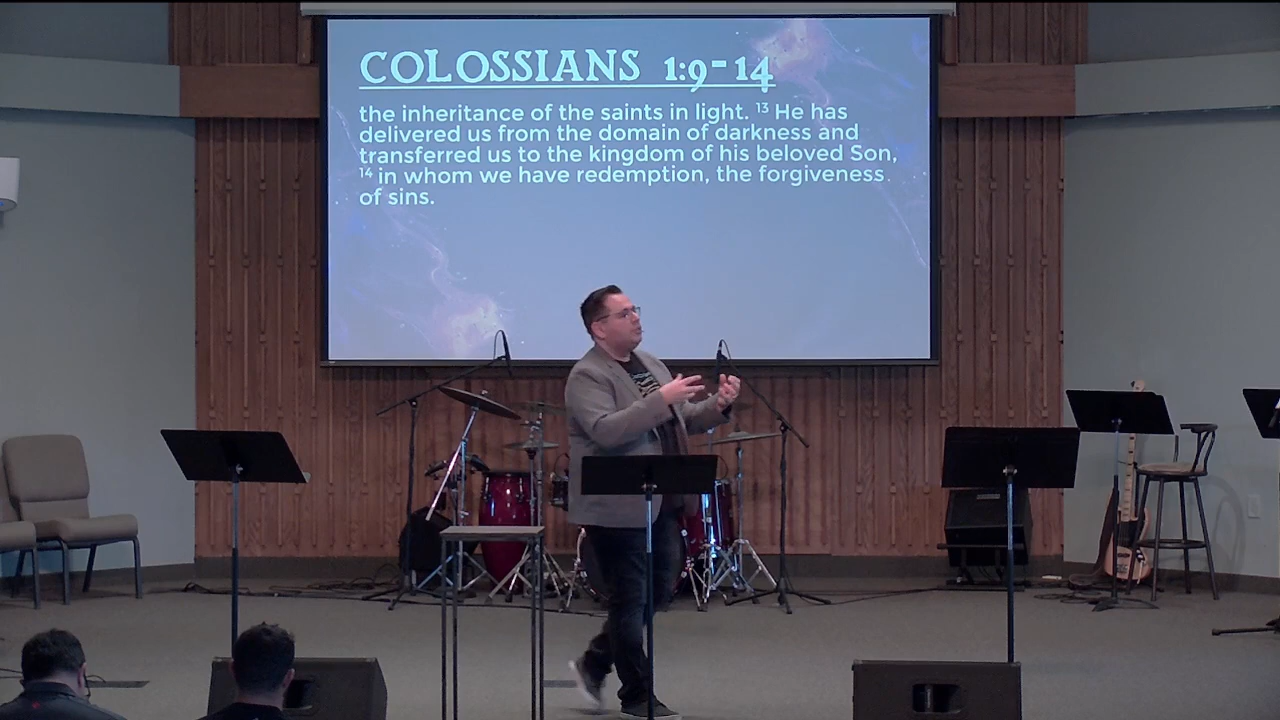 COLOSSIANS 1:9-14
the inheritance of the saints in light. 13 He has
delivered us from the domain of darkness and
transferred us to the kingdom of his beloved Son,
14 in whom we have redemption, the forgiveness
of sins.